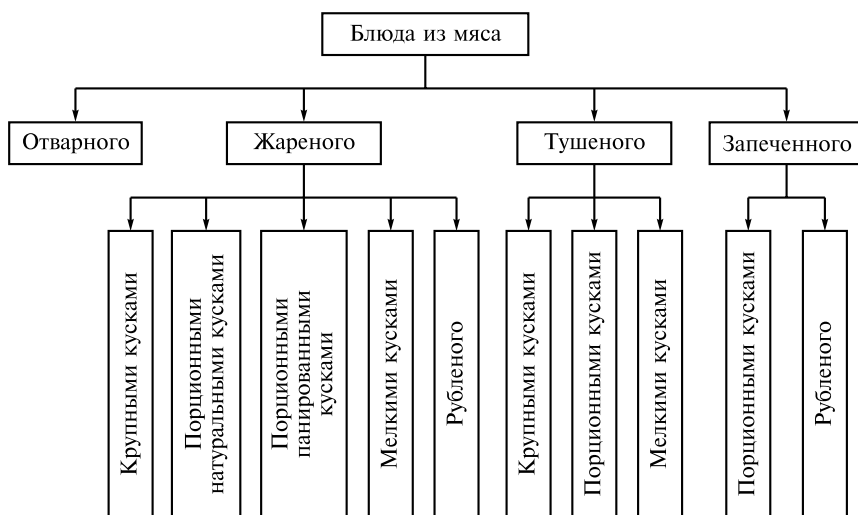 Блюда из мяса
Отварного
Жареного
Тушеного
Запеченного
Крупными кусками
Порционными
натуральными кусками
Порционными
панированными
кусками
Мелкими кусками
Рубленого
Крупными кусками
Порционными кусками
Мелкими кусками
Порционными кусками
Рубленого